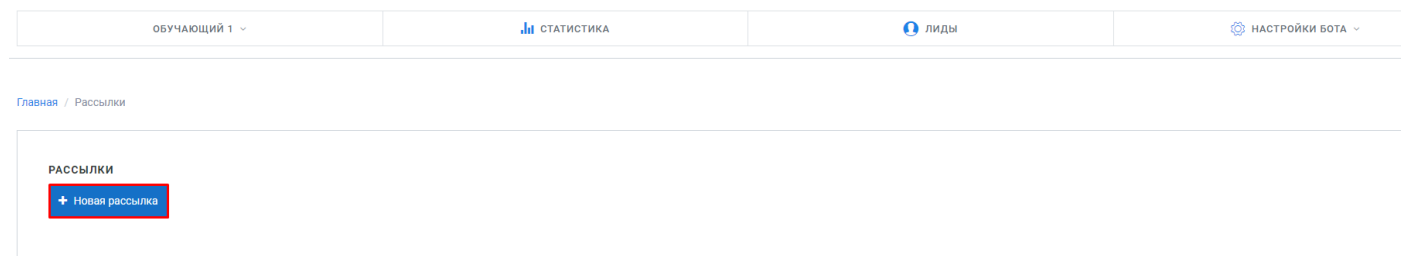 ОБУЧАЮЩИЙ 1 СТАТИСТИКА ЛИДЫ НАСТРОЙКИ БОТА
Главная / Рассылки
РАССЫЛКИ
+ Новая рассылка